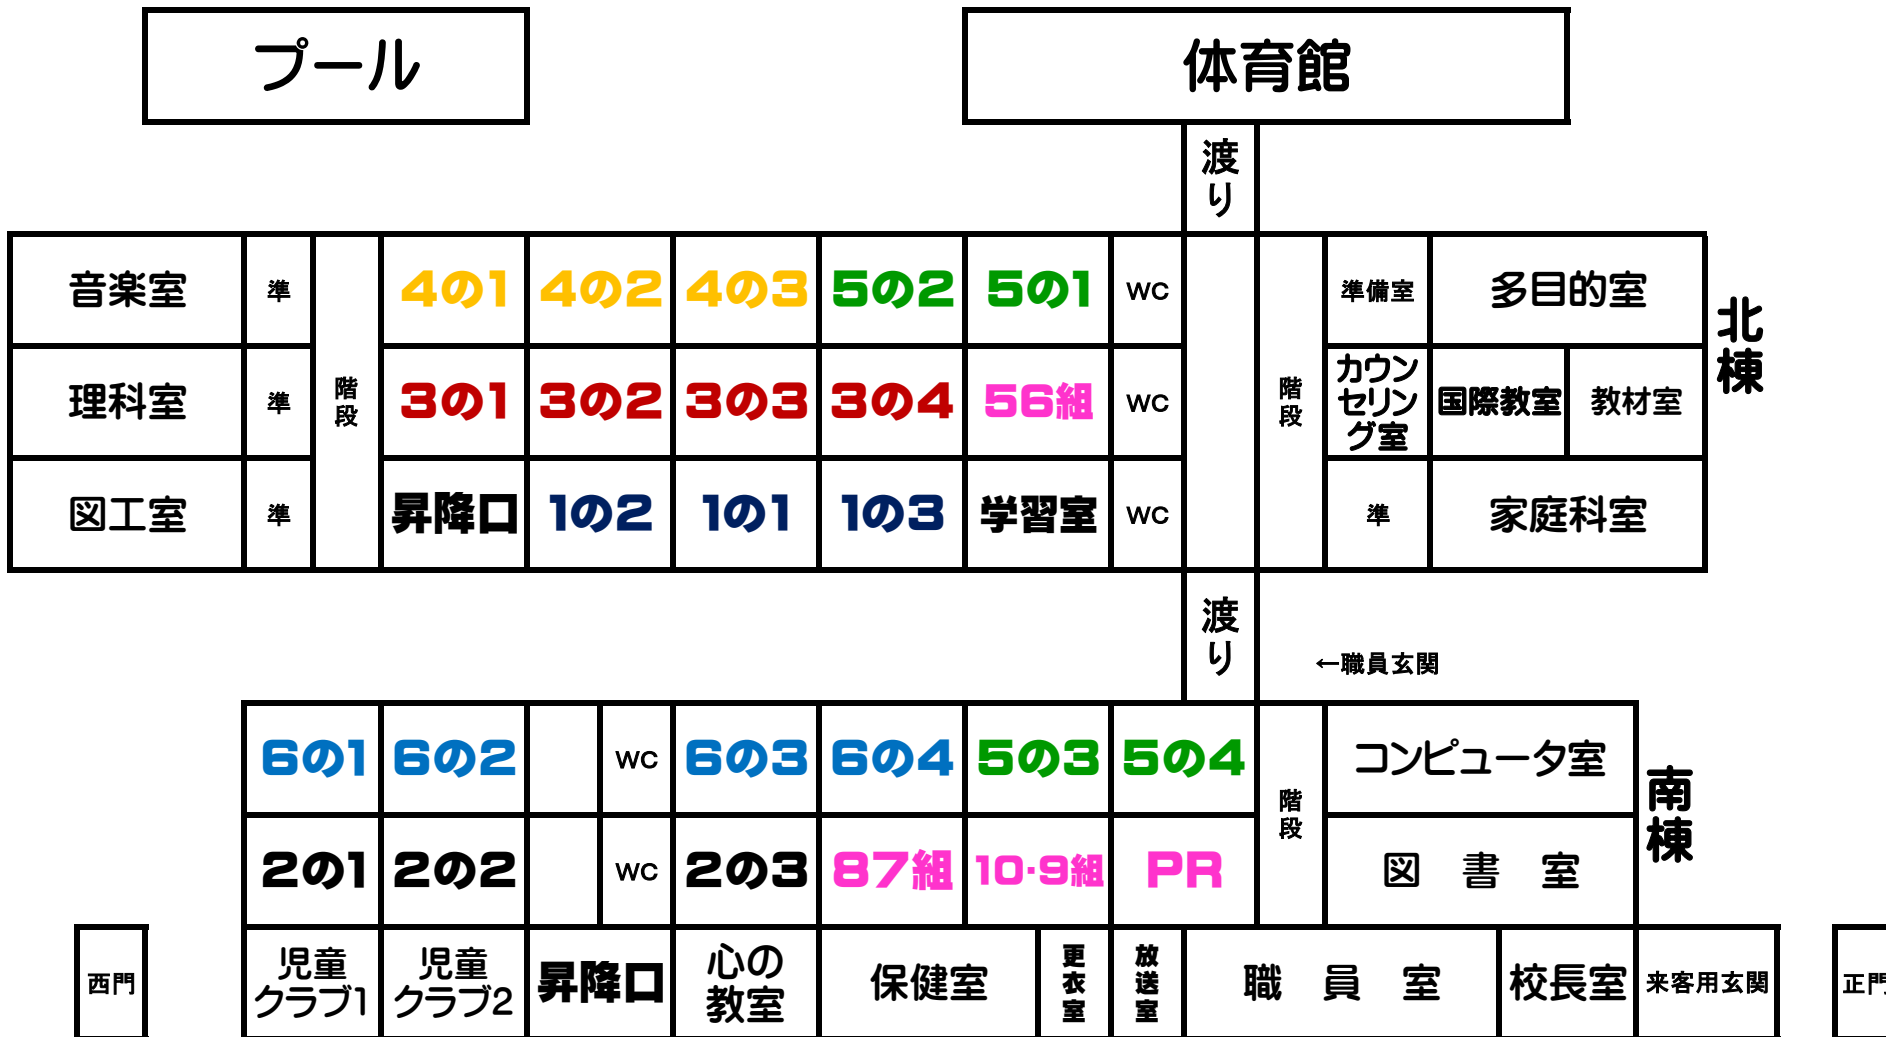 プール
体育館
渡り
音楽室 準 4の1 4の2 4の3 5の2 5の1 WC 準備室 多目的室
北棟
理科室 準 階段 3の1 3の2 3の3 3の4 56組 WC 階段 カウンセリング室 国際教室 教材室
図工室 準 昇降口 1の2 1の1 1の3 学習室 WC 準 家庭科室
渡り
←職員玄関
6の1 6の2 WC 6の3 6の4 5の3 5の4 階段 コンピュータ室
南棟
2の1 2の2 WC 2の3 87組 10·9組 PR 図 書 室
西門 児童クラブ1 児童クラブ2 昇降口 心の教室 保健室 更衣室 放送室 職 員 室 校長室 来客用玄関 正門